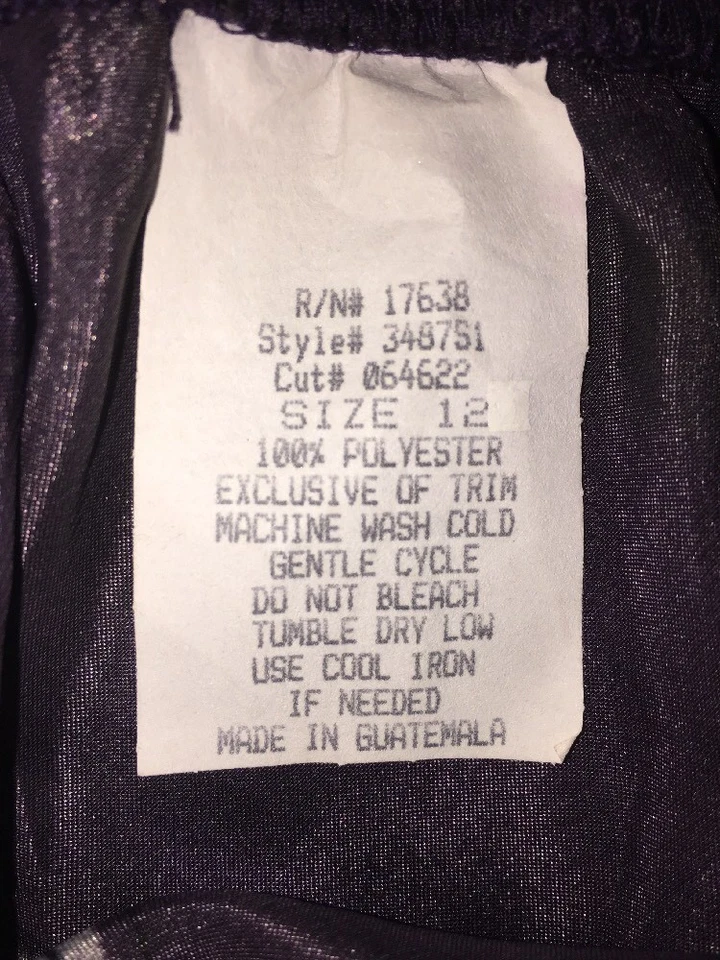 R/N# 17638
Style# 3487S1
Cut# 064622
SIZE 12
100% POLYESTER
EXCLUSIVE OF TRIM
MACHINE WASH COLD
GENTLE CYCLE
DO NOT BLEACH
TUMBLE DRY LOW
USE COOL IRON
IF NEEDED
MADE IN GUATEMALA